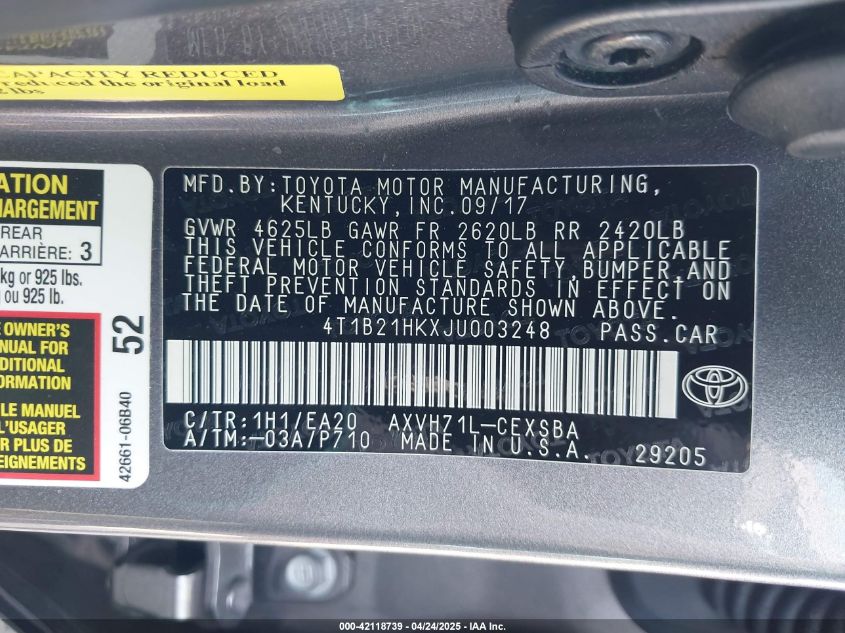 CAPACITY REDUCED
the original load
lbs
ATION
HARGEMENT
REAR
ARRIÈRE: 3
kg or 925 lbs.
ou 925 lb.
E OWNER'S
NUAL FOR
DITIONAL
RMATION
LE MANUEL
L'USAGER
R PLUS DE
EIGNEMENTS
52
42661-06B40
MFD.BY:TOYOTA MOTOR MANUFACTURING,
KENTUCKY,INC.09/17
GVWR 4625LB GAWR FR 2620LB RR 2420LB
THIS VEHICLE CONFORMS TO ALL APPLICABLE
FEDERAL MOTOR VEHICLE SAFETY,BUMPER,AND
THEFT PREVENTION STANDARDS IN EFFECT ON
THE DATE OF MANUFACTURE SHOWN ABOVE.
4T1B21HKXJU003248 PASS.CAR
C/TR:1H1/EA20 AXVH71L-CEXSBA
A/TM:-03A/P710 MADE IN U.S.A.
29205
000-42118739 - 04/24/2025 - IAA Inc.